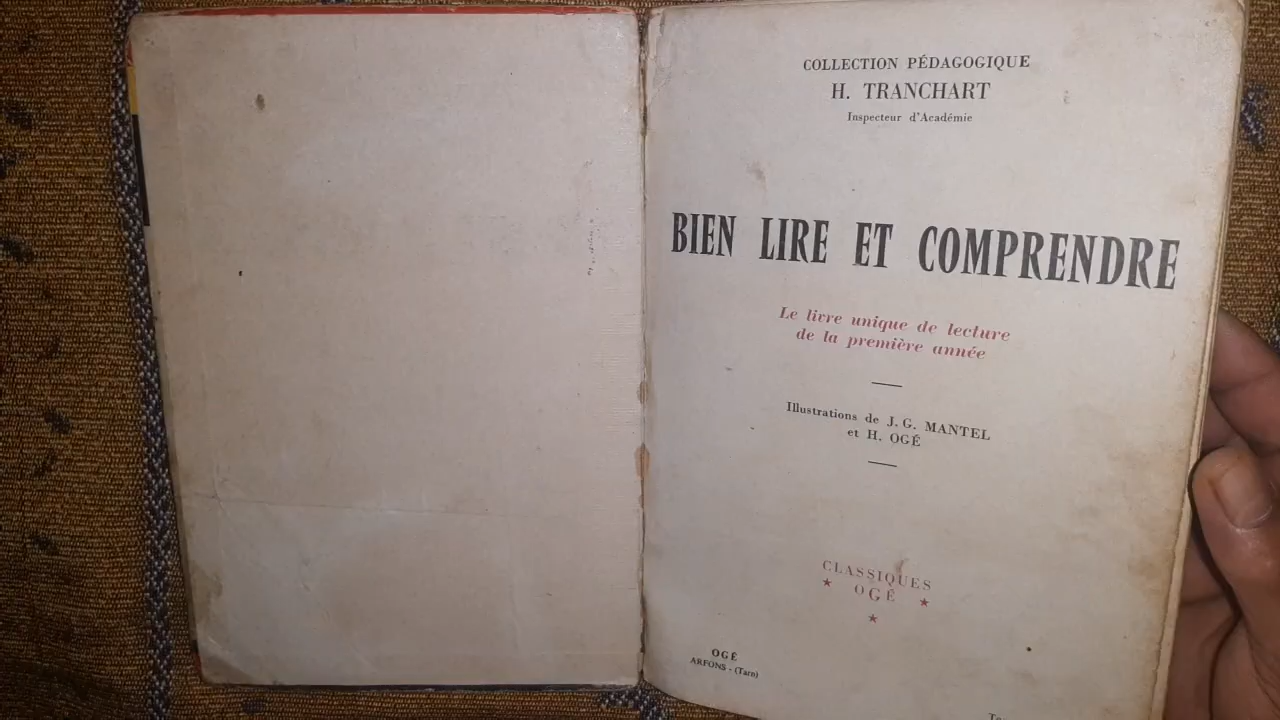 COLLECTION PÉDAGOGIQUE
H. TRANCHART
Inspecteur d'Académie
BIEN LIRE ET COMPRENDRE
Le livre unique de lecture
de la première année
Illustrations de J. G. MANTEL
et H. OGÉ
CLASSIQUES
OGÉ
OGÉ
ARFONS - (Tarn)